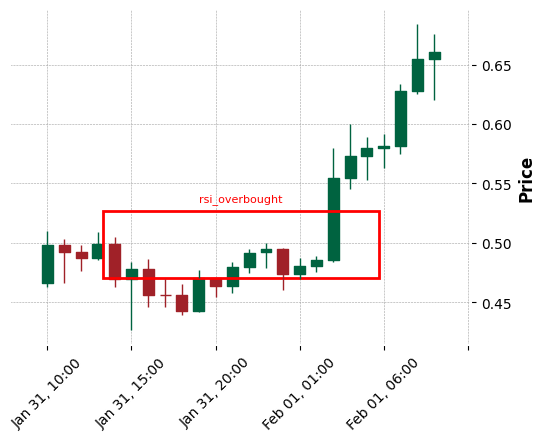 0.65
0.60
0.55
0.50
0.45
Price
rsi_overbought
Jan 31, 10:00
Jan 31, 15:00
Jan 31, 20:00
Feb 01, 01:00
Feb 01, 06:00